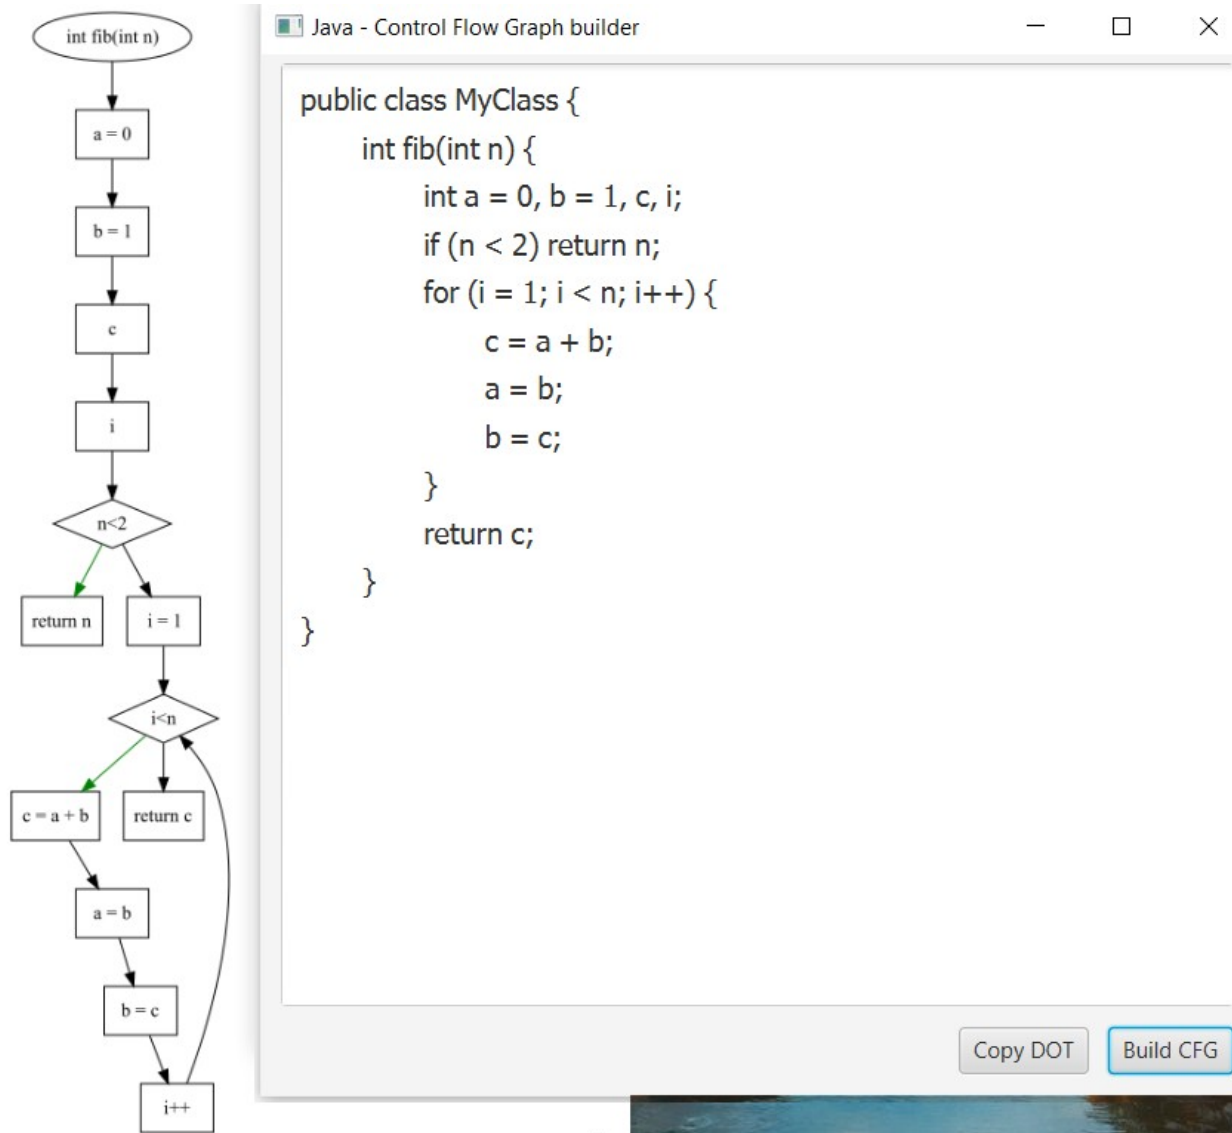 int fib(int n)
a = 0
b = 1
c
i
n<2
return n
i = 1
i<n
c = a + b
return c
a = b
b = c
i++
Java - Control Flow Graph builder
public class MyClass {
int fib(int n) {
int a = 0, b = 1, c, i;
if (n < 2) return n;
for (i = 1; i < n; i++) {
c = a + b;
a = b;
b = c;
}
return c;
}
}
Copy DOT
Build CFG